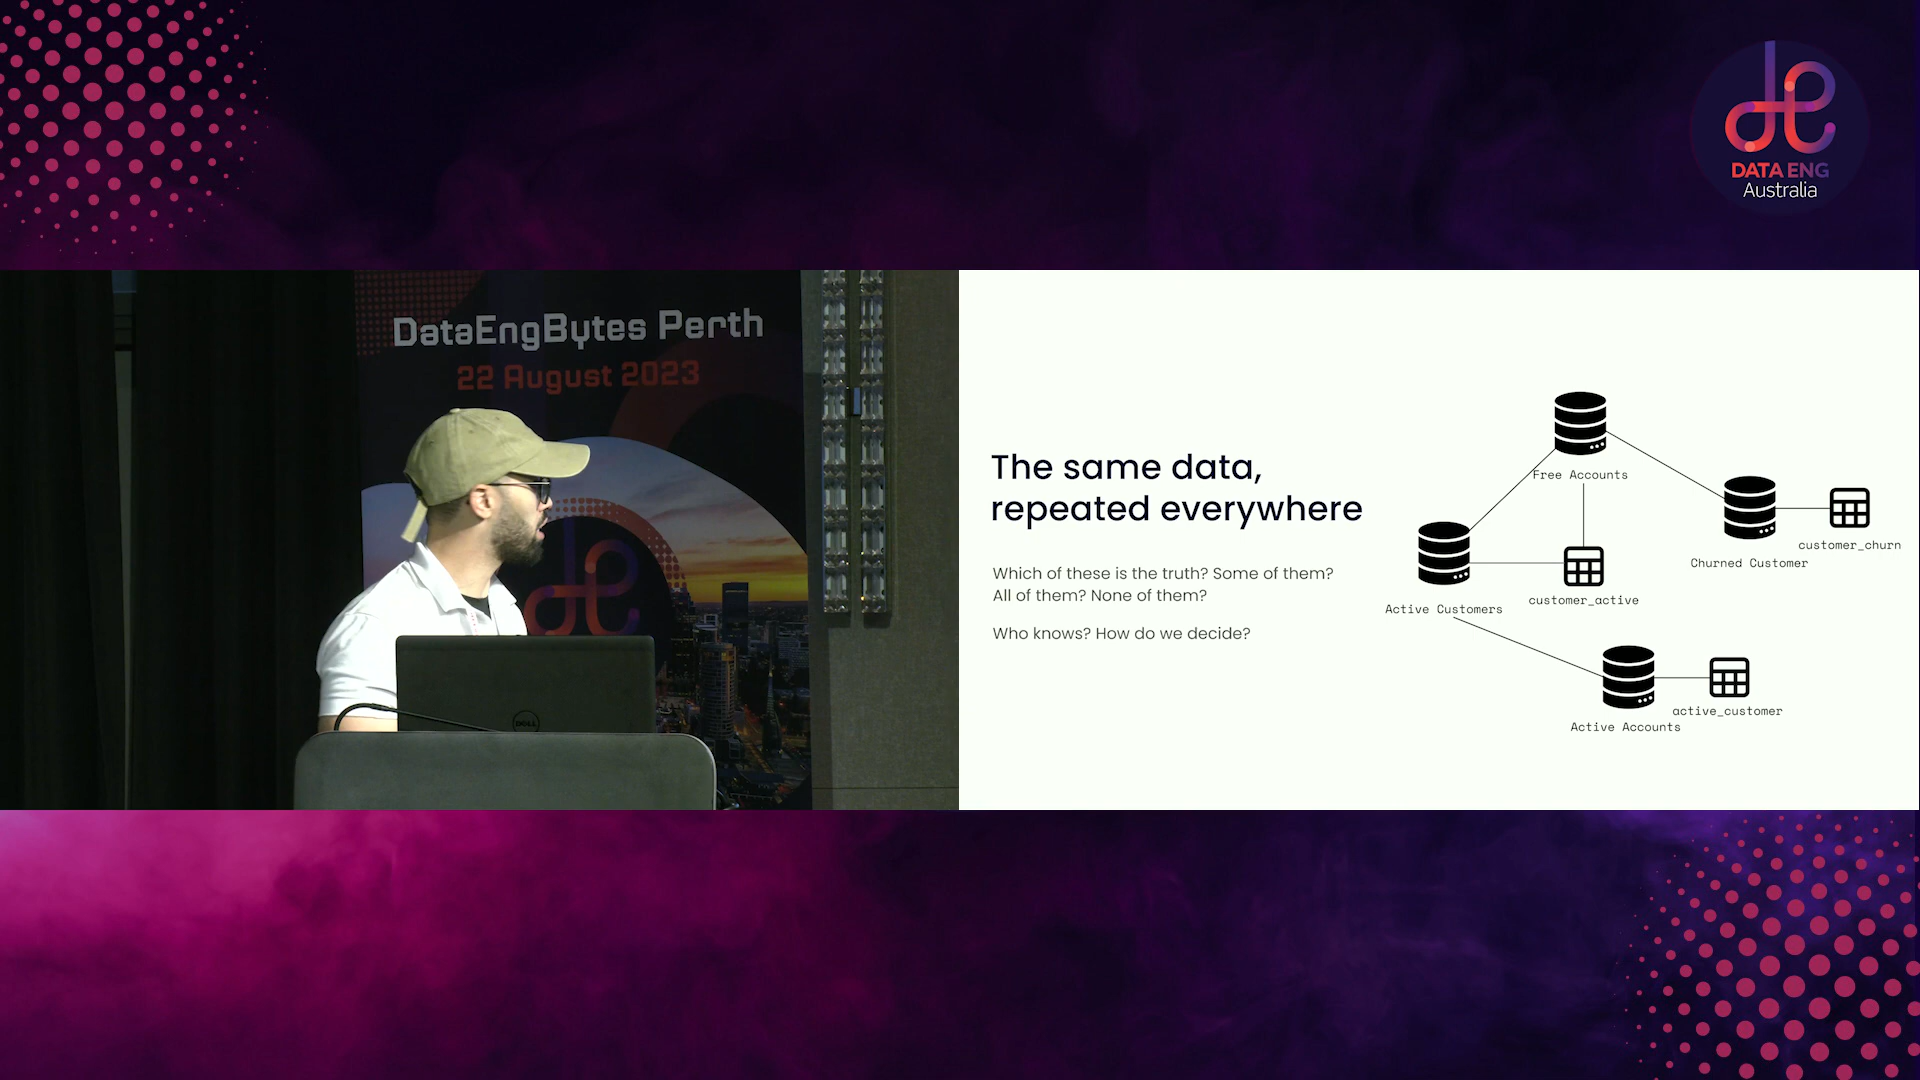 DATA ENG
Australia
DataEngBytes Perth
22 August 2023
DELL
The same data,
repeated everywhere
Which of these is the truth? Some of them?
All of them? None of them?
Who knows? How do we decide?
Free Accounts
customer_churn
Churned Customer
customer_active
Active Customers
active_customer
Active Accounts